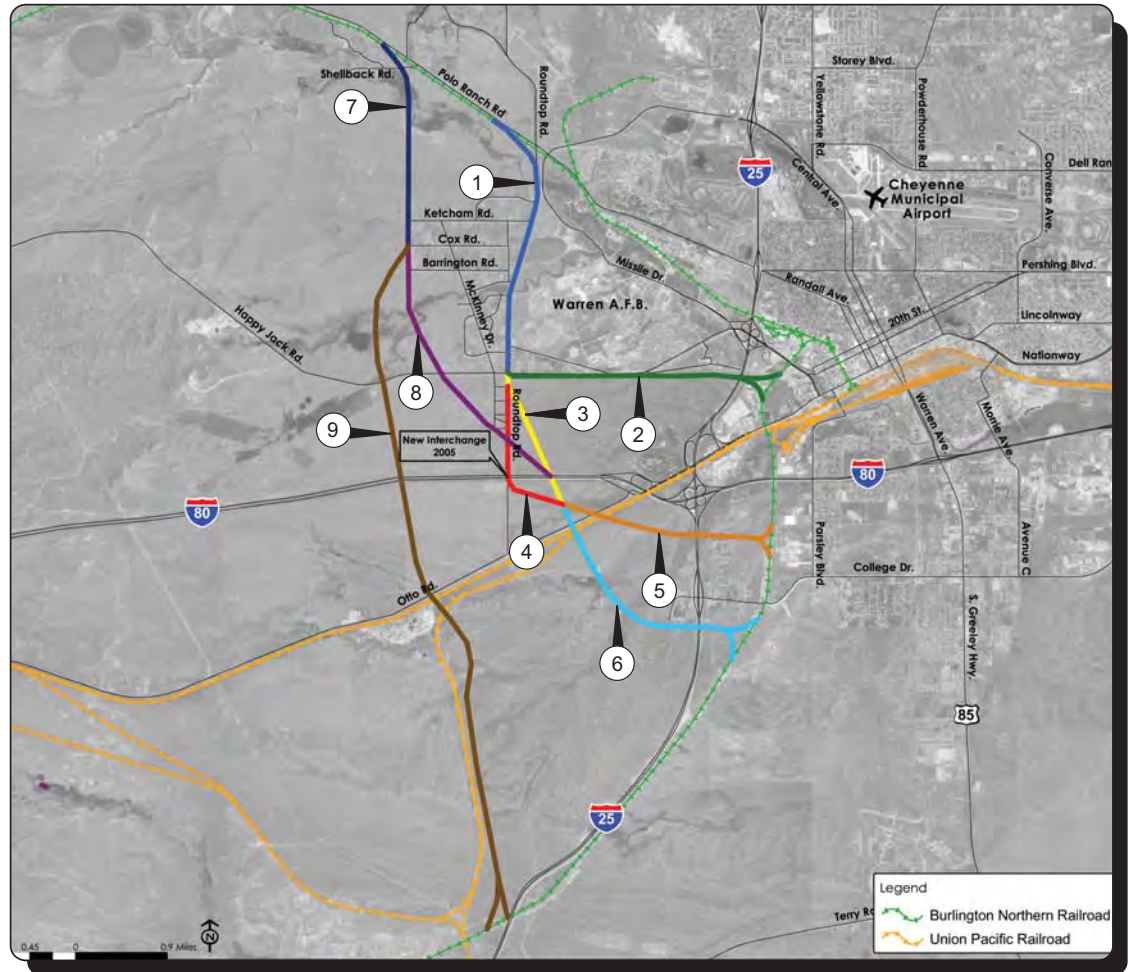 Storey Blvd.
Shellback Rd.
Polo Ranch Rd
Roundtop Rd.
Yellowstone Rd.
Powderhouse Rd.
7
25
Central Ave.
Converse Ave.
Dell Ran
1
Cheyenne
Municipal
Airport
Ketcham Rd.
Cox Rd.
Barrington Rd.
Missile Dr.
Pershing Blvd.
McKinney Dr.
Warren A.F.B.
Randall Ave.
20th St.
Lincolnway
Happy Jack Rd.
Nationway
8
2
Roundtop Rd.
3
Warren Ave.
Morrie Ave.
9
New Interchange
2005
80
80
4
5
Parsley Blvd.
College Dr.
Avenue C
Otto Rd.
S. Greeley Hwy.
6
85
25
Legend
Burlington Northern Railroad
Union Pacific Railroad
Terry Ra
N
0.45 0 0.9 Miles